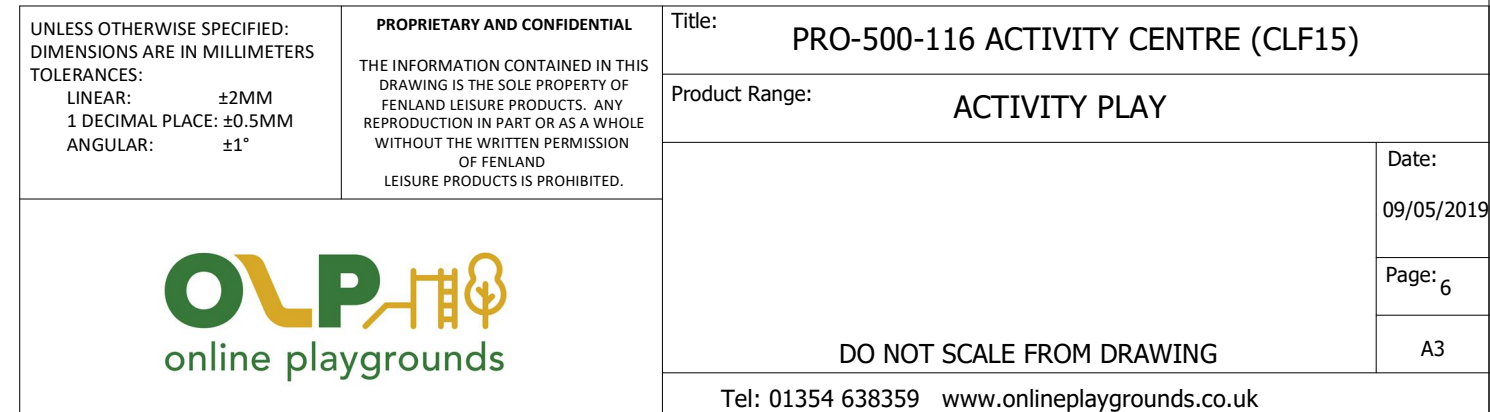 UNLESS OTHERWISE SPECIFIED:
DIMENSIONS ARE IN MILLIMETERS
TOLERANCES:
LINEAR: ±2MM
1 DECIMAL PLACE: ±0.5MM
ANGULAR: ±1°
PROPRIETARY AND CONFIDENTIAL
THE INFORMATION CONTAINED IN THIS
DRAWING IS THE SOLE PROPERTY OF
FENLAND LEISURE PRODUCTS. ANY
REPRODUCTION IN PART OR AS A WHOLE
WITHOUT THE WRITTEN PERMISSION
OF FENLAND
LEISURE PRODUCTS IS PROHIBITED.
Title:
PRO-500-116 ACTIVITY CENTRE (CLF15)
Product Range:
ACTIVITY PLAY
Date:
09/05/2019
Page: 6
A3
OLP
online playgrounds
DO NOT SCALE FROM DRAWING
Tel: 01354 638359 www.onlineplaygrounds.co.uk